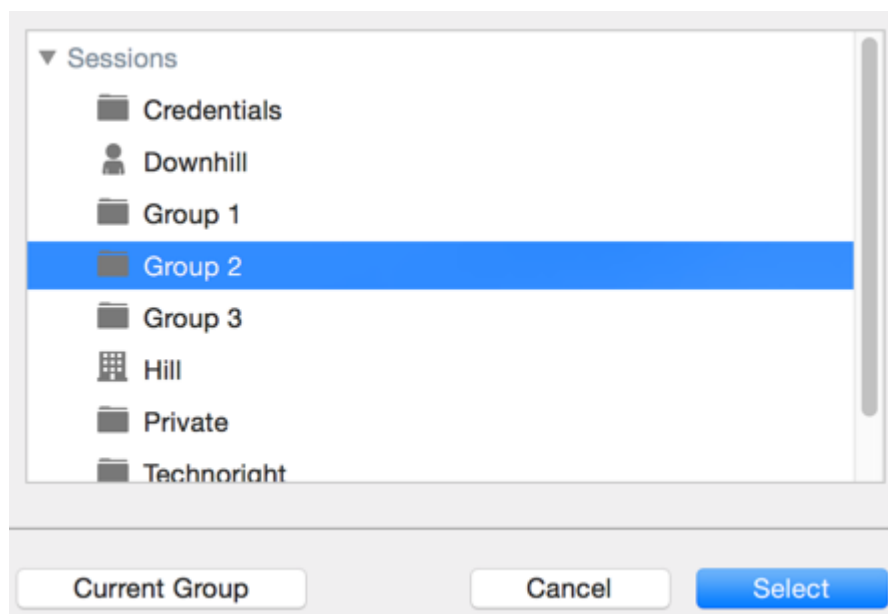 Sessions
Credentials
Downhill
Group 1
Group 2
Group 3
Hill
Private
Technoright
Current Group
Cancel
Select